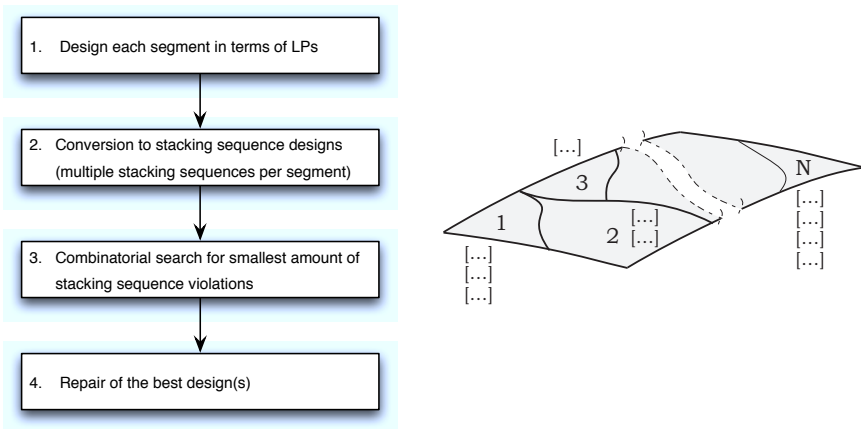 1. Design each segment in terms of LPs
2. Conversion to stacking sequence designs
(multiple stacking sequences per segment)
3. Combinatorial search for smallest amount of
stacking sequence violations
4. Repair of the best design(s)
[...]
3
N
1
2
[...]
[...]
[...]
[...]
[...]
[...]
[...]
[...]
[...]